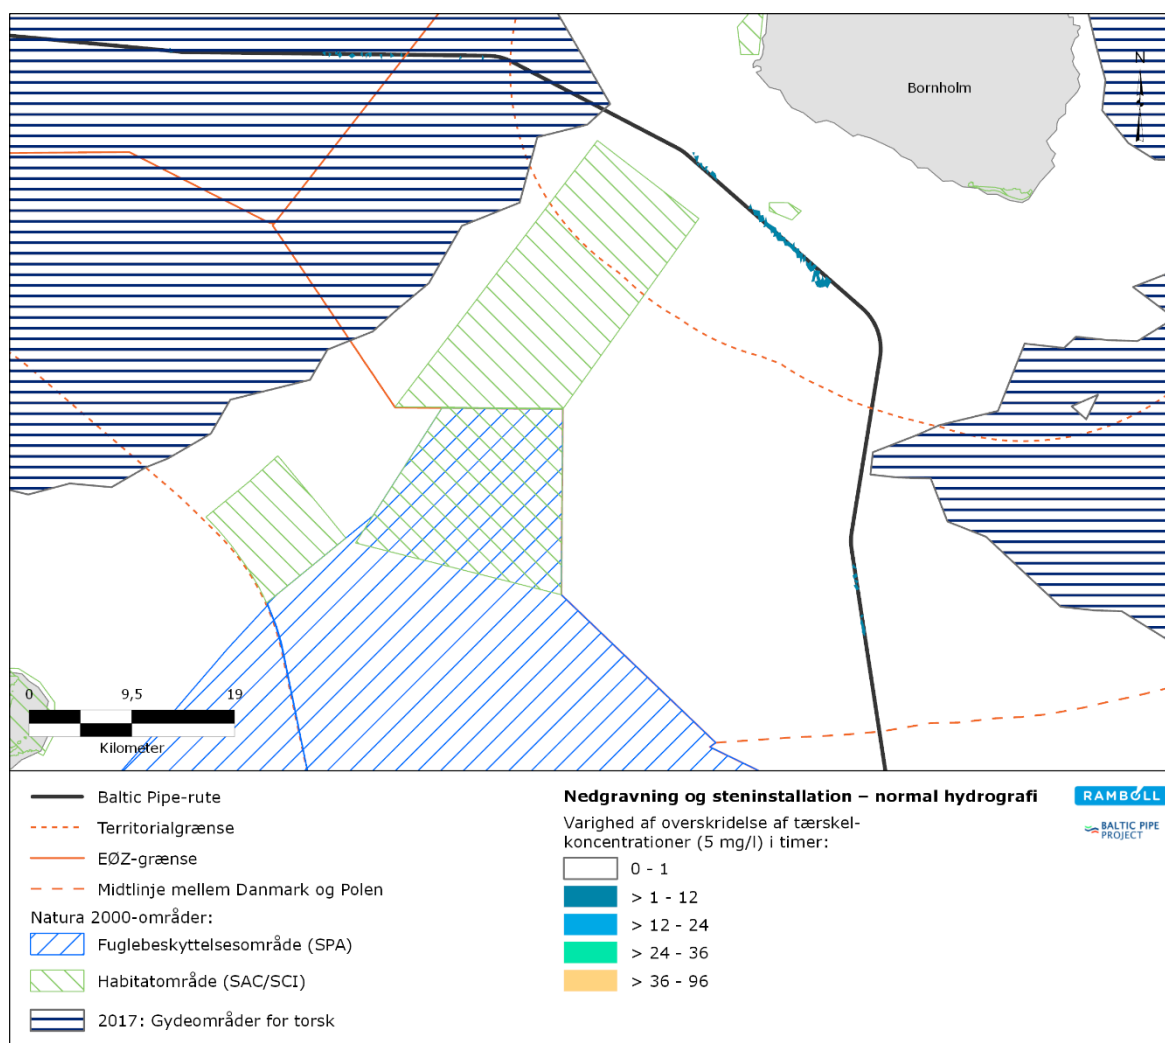 Bornholm
N
0 9,5 19
Kilometer
Baltic Pipe-rute
Territorialgrænse
EØZ-grænse
Midtlinje mellem Danmark og Polen
Natura 2000-områder:
Fuglebeskyttelsesområde (SPA)
Habitatområde (SAC/SCI)
2017: Gydeområder for torsk
Nedgravning og steninstallation – normal hydrografi
Varighed af overskridelse af tærskel-
koncentrationer (5 mg/l) i timer:
0 - 1
> 1 - 12
> 12 - 24
> 24 - 36
> 36 - 96
RAMBOLL
BALTIC PIPE
PROJECT